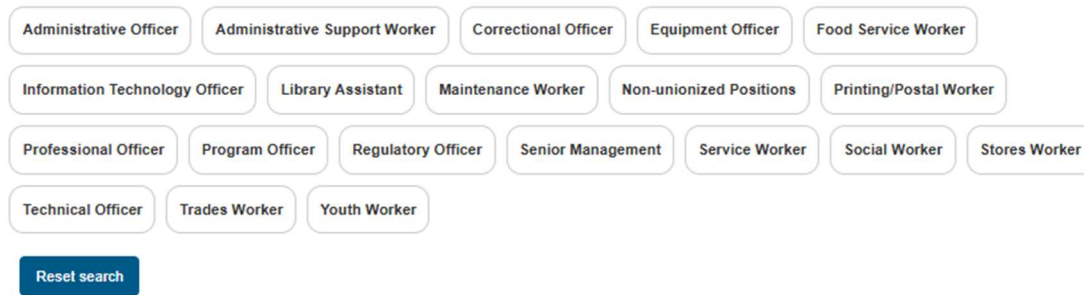 Administrative Officer Administrative Support Worker Correctional Officer Equipment Officer Food Service Worker
Information Technology Officer Library Assistant Maintenance Worker Non-unionized Positions Printing/Postal Worker
Professional Officer Program Officer Regulatory Officer Senior Management Service Worker Social Worker Stores Worker
Technical Officer Trades Worker Youth Worker
Reset search